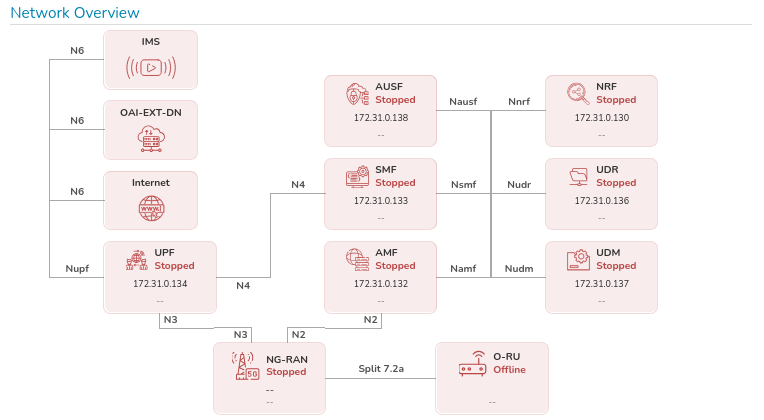 Network Overview
N6
IMS
N6
OAI-EXT-DN
N6
Internet
WWW.
Nupf
UPF
Stopped
172.31.0.134
--
N4
N4
AUSF
Stopped
172.31.0.138
--
Nausf
Nnrf
NRF
Stopped
172.31.0.130
--
SMF
Stopped
172.31.0.133
--
Nsmf
Nudr
UDR
Stopped
172.31.0.136
--
AMF
Stopped
172.31.0.132
--
Namf
Nudm
UDM
Stopped
172.31.0.137
--
N3
N3
N2
N2
5G
NG-RAN
Stopped
--
--
Split 7.2a
O-RU
Offline
--